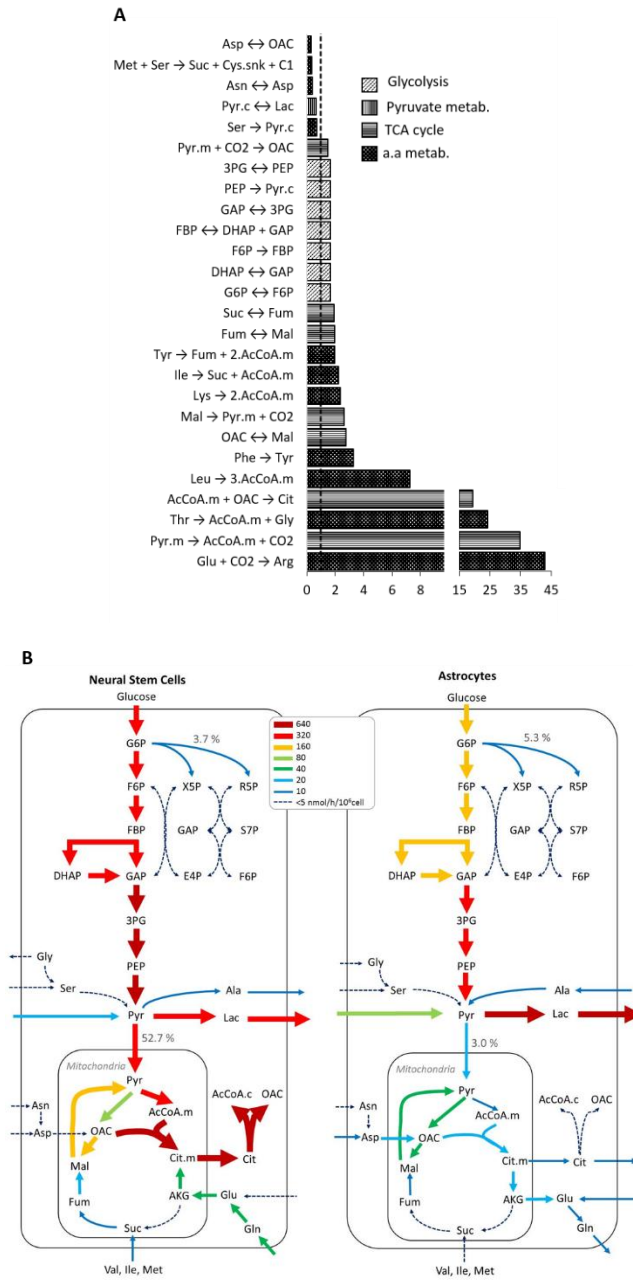 A
Asp ↔ OAC
Met + Ser → Suc + Cys.snk + C1
Asn ↔ Asp
Pyr.c ↔ Lac
Ser → Pyr.c
Pyr.m + CO2 → OAC
3PG ↔ PEP
PEP → Pyr.c
GAP ↔ 3PG
FBP ↔ DHAP + GAP
F6P → FBP
DHAP ↔ GAP
G6P ↔ F6P
Suc ↔ Fum
Fum ↔ Mal
Tyr → Fum + 2.AcCoA.m
Ile → Suc + AcCoA.m
Lys → 2.AcCoA.m
Mal → Pyr.m + CO2
OAC ↔ Mal
Phe → Tyr
Leu → 3.AcCoA.m
AcCoA.m + OAC → Cit
Thr → AcCoA.m + Gly
Pyr.m → AcCoA.m + CO2
Glu + CO2 → Arg
Glycolysis
Pyruvate metab.
TCA cycle
a.a metab.
0 2 4 6 8 15 25 35 45
B
Neural Stem Cells
Glucose
G6P
3.7 %
F6P X5P R5P
FBP GAP S7P
DHAP GAP E4P F6P
3PG
PEP
Gly
Ser
Ala
Pyr Lac
52.7 %
Mitochondria
Pyr
AcCoA.c OAC
AcCoA.m
Asn
Asp OAC
Cit.m Cit
Mal
Fum AKG Glu
Suc Gln
Val, Ile, Met
640
320
160
80
40
20
10
<5 nmol/h/10⁶cell
Astrocytes
Glucose
G6P
5.3 %
F6P X5P R5P
FBP GAP S7P
DHAP GAP E4P F6P
3PG
PEP
Gly
Ser
Ala
Pyr Lac
3.0 %
Mitochondria
Pyr
AcCoA.c OAC
AcCoA.m
Asn
Asp OAC
Cit.m Cit
Mal
Fum AKG Glu
Suc Gln
Val, Ile, Met